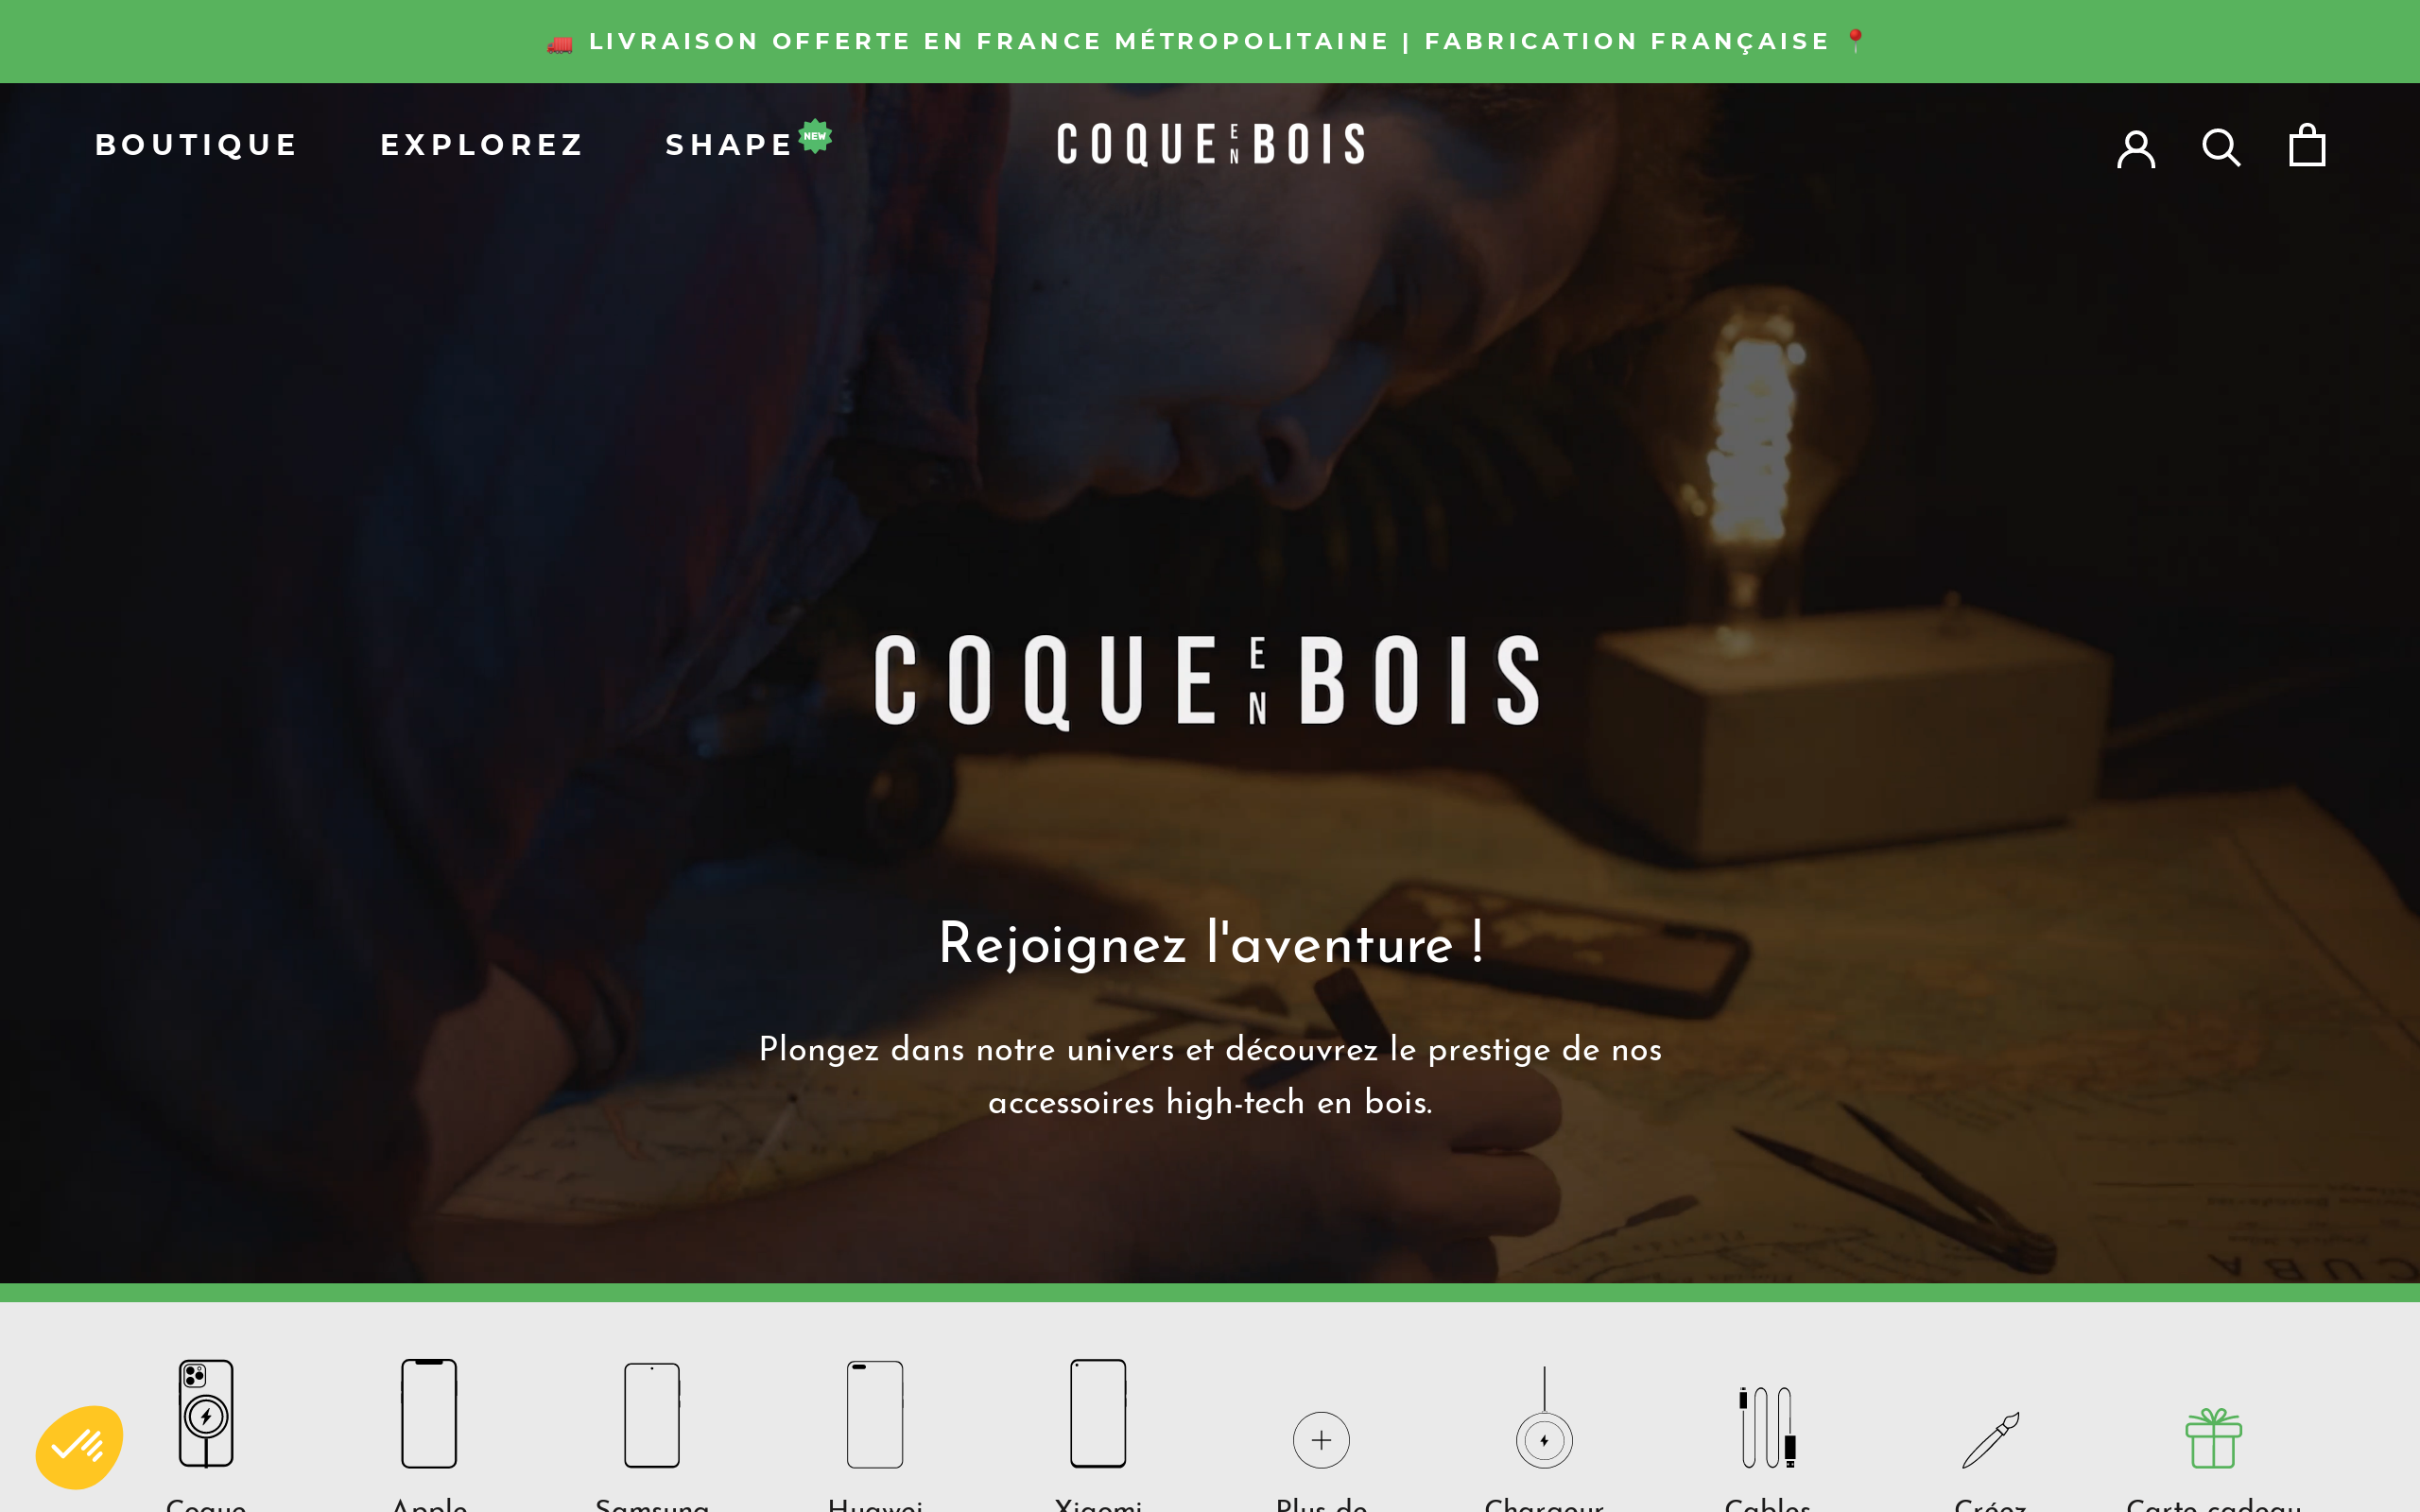 🚛 LIVRAISON OFFERTE EN FRANCE MÉTROPOLITAINE | FABRICATION FRANÇAISE 📍
BOUTIQUE EXPLOREZ SHAPE NEW COQUE EN BOIS
COQUE EN BOIS
Rejoignez l'aventure !
Plongez dans notre univers et découvrez le prestige de nos
accessoires high-tech en bois.
CUBA
Coque Apple Samsung Huawei Xiaomi Plus de Chargeur Cables Créez Carte cadeau